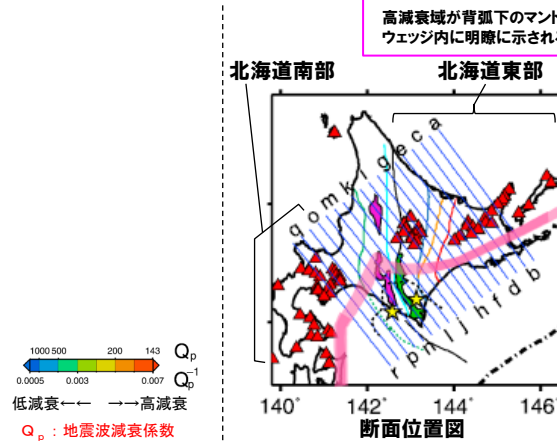 高減衰域が背弧下のマント
ウェッジ内に明瞭に示され
北海道南部
北海道東部
q o m k i g e c a
r p n l j h f d b
140˚ 142˚ 144˚ 146˚
断面位置図
1000 500 200 143 Qp
0.0005 0.003 0.007 Qp-1
低減衰←← →→高減衰
Qp : 地震波減衰係数